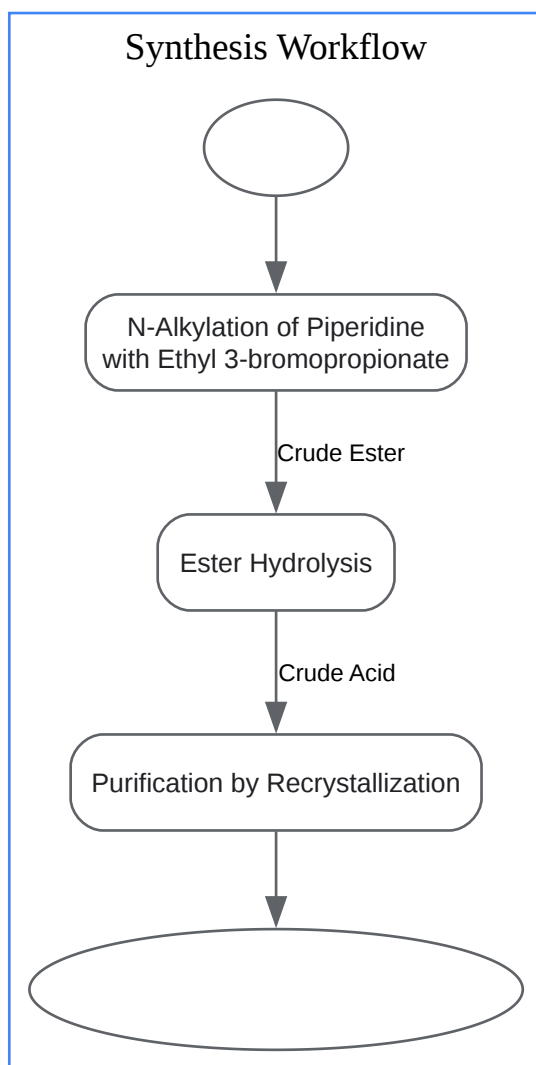 Synthesis Workflow
N-Alkylation of Piperidine
with Ethyl 3-bromopropionate
Crude Ester
Ester Hydrolysis
Crude Acid
Purification by Recrystallization